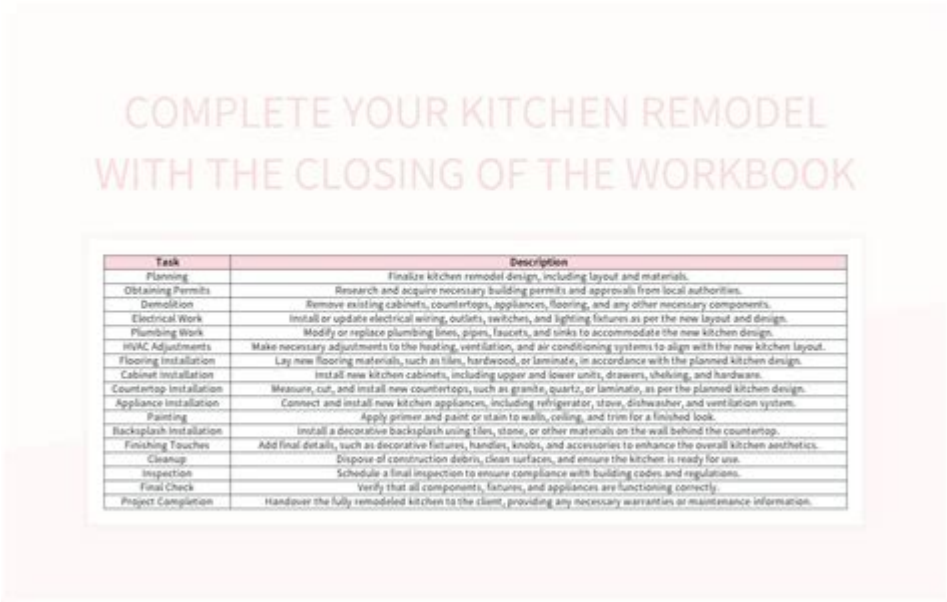 COMPLETE YOUR KITCHEN REMODEL
WITH THE CLOSING OF THE WORKBOOK
Task Description
Planning Finalize kitchen remodel design, including layout and materials.
Obtaining Permits Research and acquire necessary building permits and approvals from local authorities.
Demolition Remove existing cabinets, countertops, appliances, flooring, and any other necessary components.
Electrical Work Install or update electrical wiring, outlets, switches, and lighting fixtures as per the new layout and design.
Plumbing Work Modify or replace plumbing lines, pipes, faucets, and sinks to accommodate the new kitchen design.
HVAC Adjustments Make necessary adjustments to the heating, ventilation, and air conditioning systems to align with the new kitchen layout.
Flooring Installation Lay new flooring materials, such as tiles, hardwood, or laminate, in accordance with the planned kitchen design.
Cabinet Installation Install new kitchen cabinets, including upper and lower units, drawers, shelving, and hardware.
Countertop Installation Measure, cut, and install new countertops, such as granite, quartz, or laminate, as per the planned kitchen design.
Appliance Installation Connect and install new kitchen appliances, including refrigerator, stove, dishwasher, and ventilation system.
Painting Apply primer and paint or stain to walls, ceiling, and trim for a finished look.
Backsplash Installation Install a decorative backsplash using tiles, stone, or other materials on the wall behind the countertop.
Finishing Touches Add final details, such as decorative fixtures, handles, knobs, and accessories to enhance the overall kitchen aesthetics.
Cleanup Dispose of construction debris, clean surfaces, and ensure the kitchen is ready for use.
Inspection Schedule a final inspection to ensure compliance with building codes and regulations.
Final Check Verify that all components, fixtures, and appliances are functioning correctly.
Project Completion Handover the fully remodeled kitchen to the client, providing any necessary warranties or maintenance information.